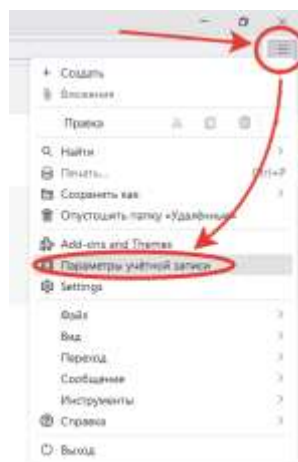 Создать
Вложения
Правка
Найти
Печать... Ctrl+P
Сохранить как
Опустошить папку «Удалённые»
Add-ons and Themes
Параметры учётной записи
Settings
Файл
Вид
Переход
Сообщение
Инструменты
Справка
Выход